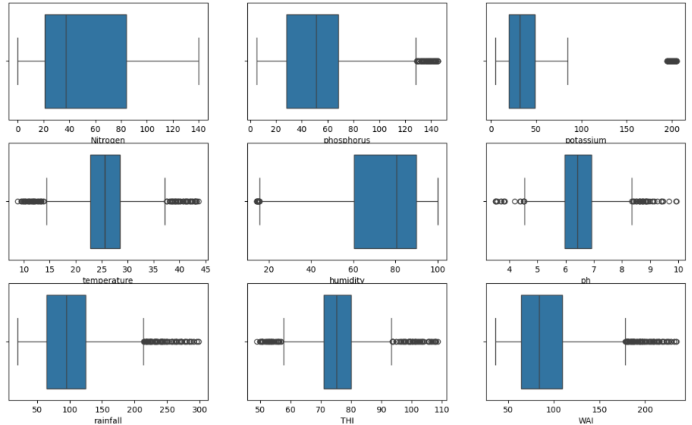 0 20 40 60 80 100 120 140
Nitrogen
0 20 40 60 80 100 120 140
phosphorus
0 50 100 150 200
potassium
10 15 20 25 30 35 40 45
temperature
20 40 60 80 100
humidity
4 5 6 7 8 9 10
ph
50 100 150 200 250 300
rainfall
50 60 70 80 90 100 110
THI
50 100 150 200
WAI